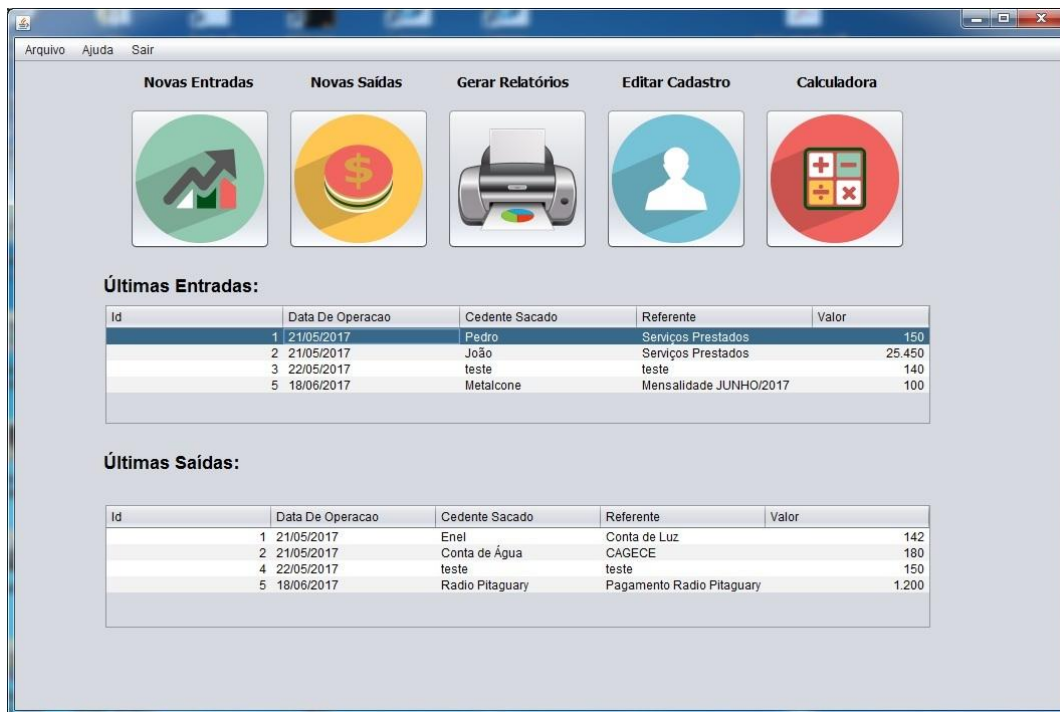 Arquivo Ajuda Sair
Novas Entradas Novas Saídas Gerar Relatórios Editar Cadastro Calculadora
Últimas Entradas:
Id Data De Operacao Cedente Sacado Referente Valor
1 21/05/2017 Pedro Serviços Prestados 150
2 21/05/2017 João Serviços Prestados 25.450
3 22/05/2017 teste teste 140
5 18/06/2017 Metalcone Mensalidade JUNHO/2017 100
Últimas Saídas:
Id Data De Operacao Cedente Sacado Referente Valor
1 21/05/2017 Enel Conta de Luz 142
2 21/05/2017 Conta de Água CAGECE 180
4 22/05/2017 teste teste 150
5 18/06/2017 Radio Pitaguary Pagamento Radio Pitaguary 1.200